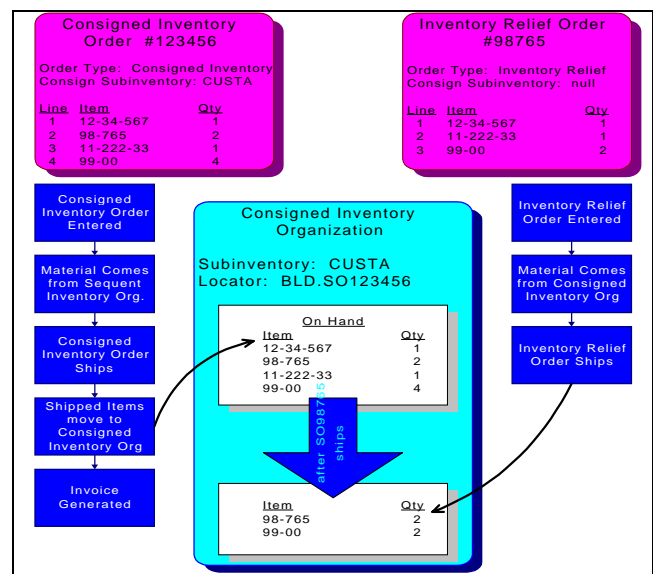 Consigned Inventory
Order #123456
Order Type: Consigned Inventory
Consign Subinventory: CUSTA
Line Item Qty
1 12-34-567 1
2 98-765 2
3 11-222-33 1
4 99-00 4
Inventory Relief Order
#98765
Order Type: Inventory Relief
Consign Subinventory: null
Line Item Qty
1 12-34-567 1
2 11-222-33 1
3 99-00 2
Consigned
Inventory Order
Entered
Material Comes
from Sequent
Inventory Org.
Consigned
Inventory Order
Ships
Shipped Items
move to
Consigned
Inventory Org
Invoice
Generated
Consigned Inventory
Organization
Subinventory: CUSTA
Locator: BLD.SO123456
On Hand
Item Qty
12-34-567 1
98-765 2
11-222-33 1
99-00 4
after SO98765
ships
Item Qty
98-765 2
99-00 2
Inventory Relief
Order Entered
Material Comes
from Consigned
Inventory Org
Inventory Relief
Order Ships